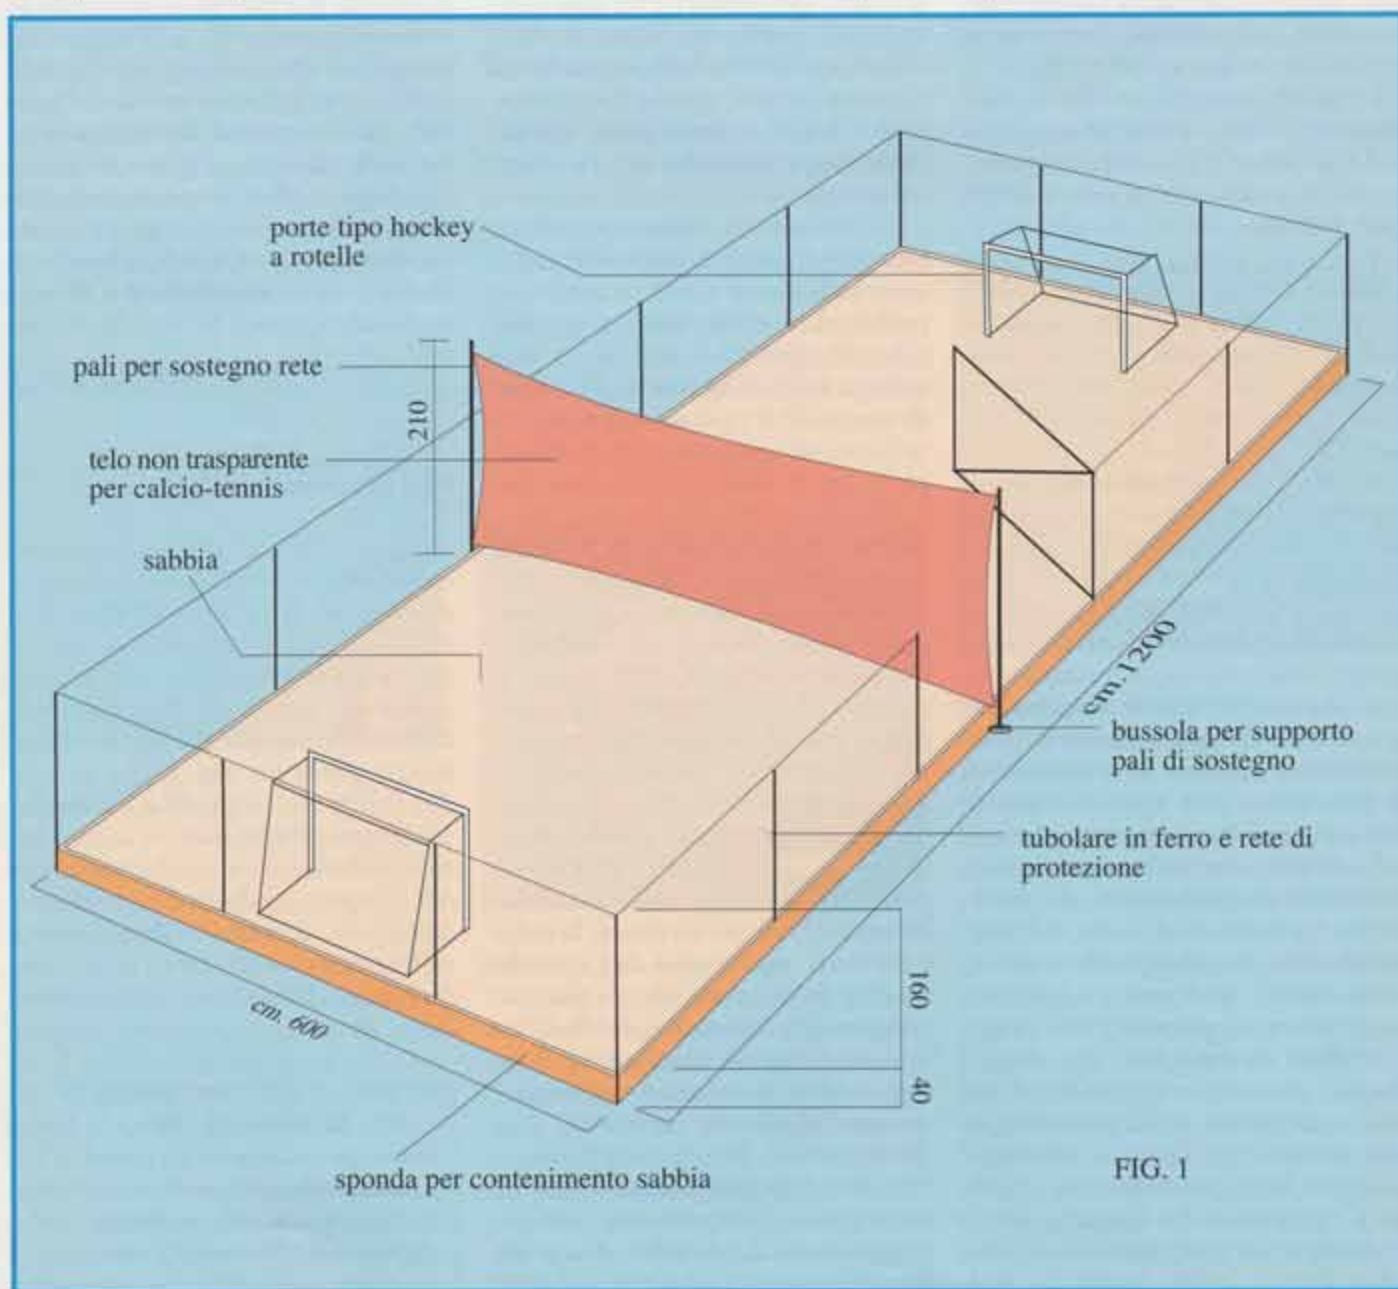 porte tipo hockey
a rotelle
pali per sostegno rete
210
telo non trasparente
per calcio-tennis
sabbia
cm. 1200
bussola per supporto
pali di sostegno
tubolare in ferro e rete di
protezione
160
cm. 600
40
FIG. 1
sponda per contenimento sabbia